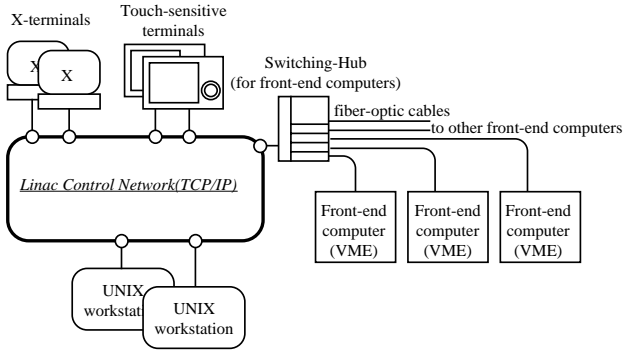 X-terminals
Touch-sensitive
terminals
X
X
Switching-Hub
(for front-end computers)
fiber-optic cables
to other front-end computers
Linac Control Network(TCP/IP)
Front-end
computer
(VME)
Front-end
computer
(VME)
Front-end
computer
(VME)
UNIX
workstati
UNIX
workstation